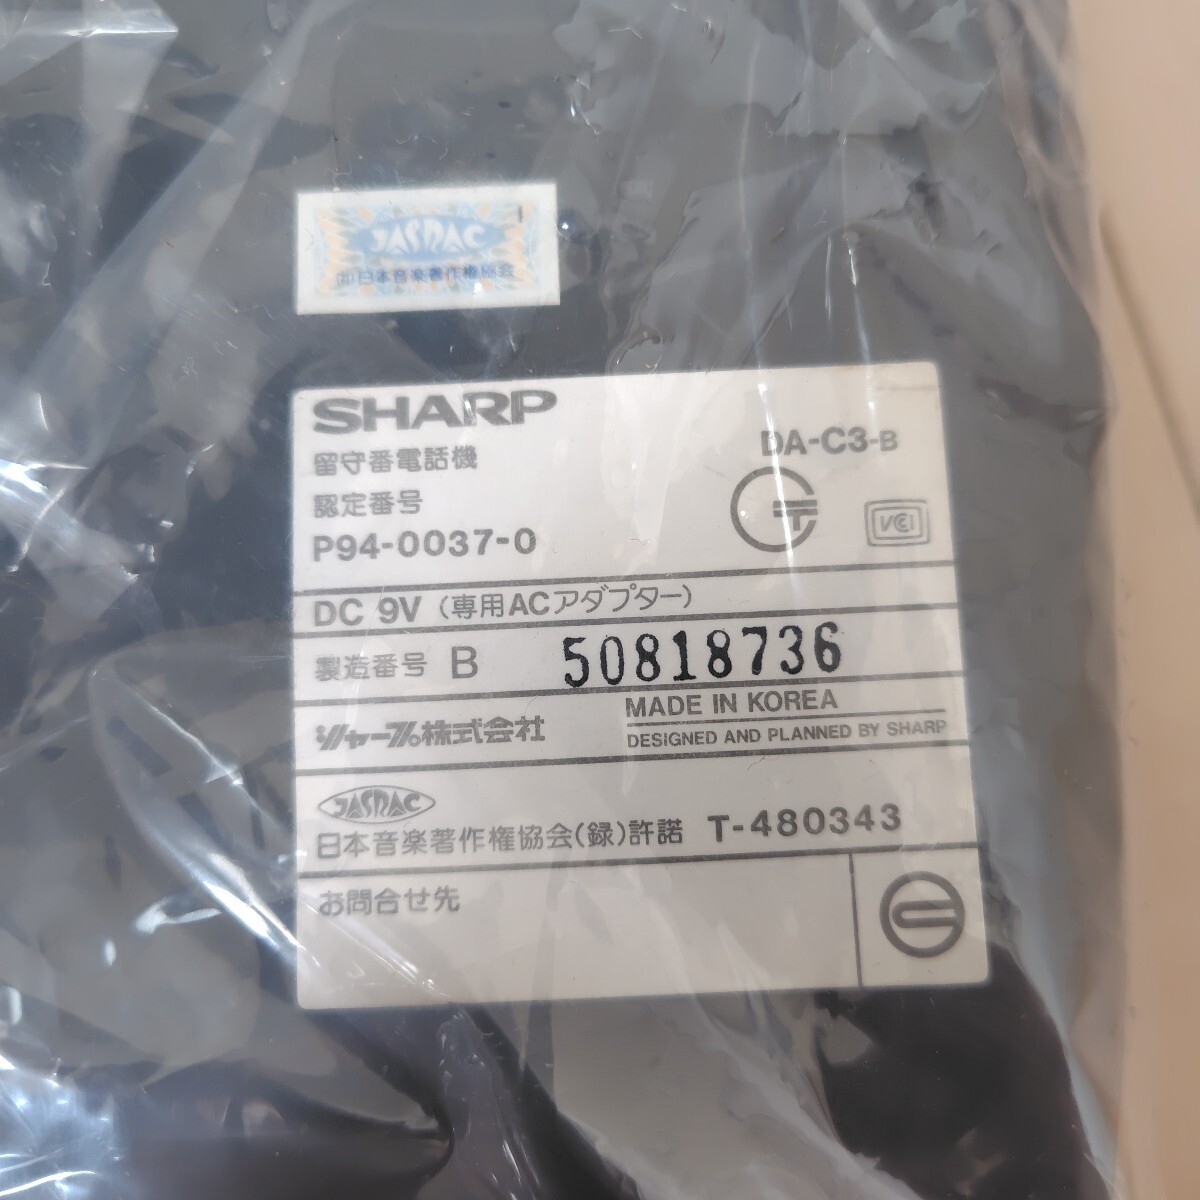 JASRAC
(社)日本音楽著作権協会
SHARP
留守番電話機
DA-C3-B
認定番号
P94-0037-0
VCCI
DC 9V (専用ACアダプター)
製造番号 B 50818736
シャープ株式会社
MADE IN KOREA
DESIGNED AND PLANNED BY SHARP
JASRAC
日本音楽著作権協会(録)許諾 T-480343
お問合せ先